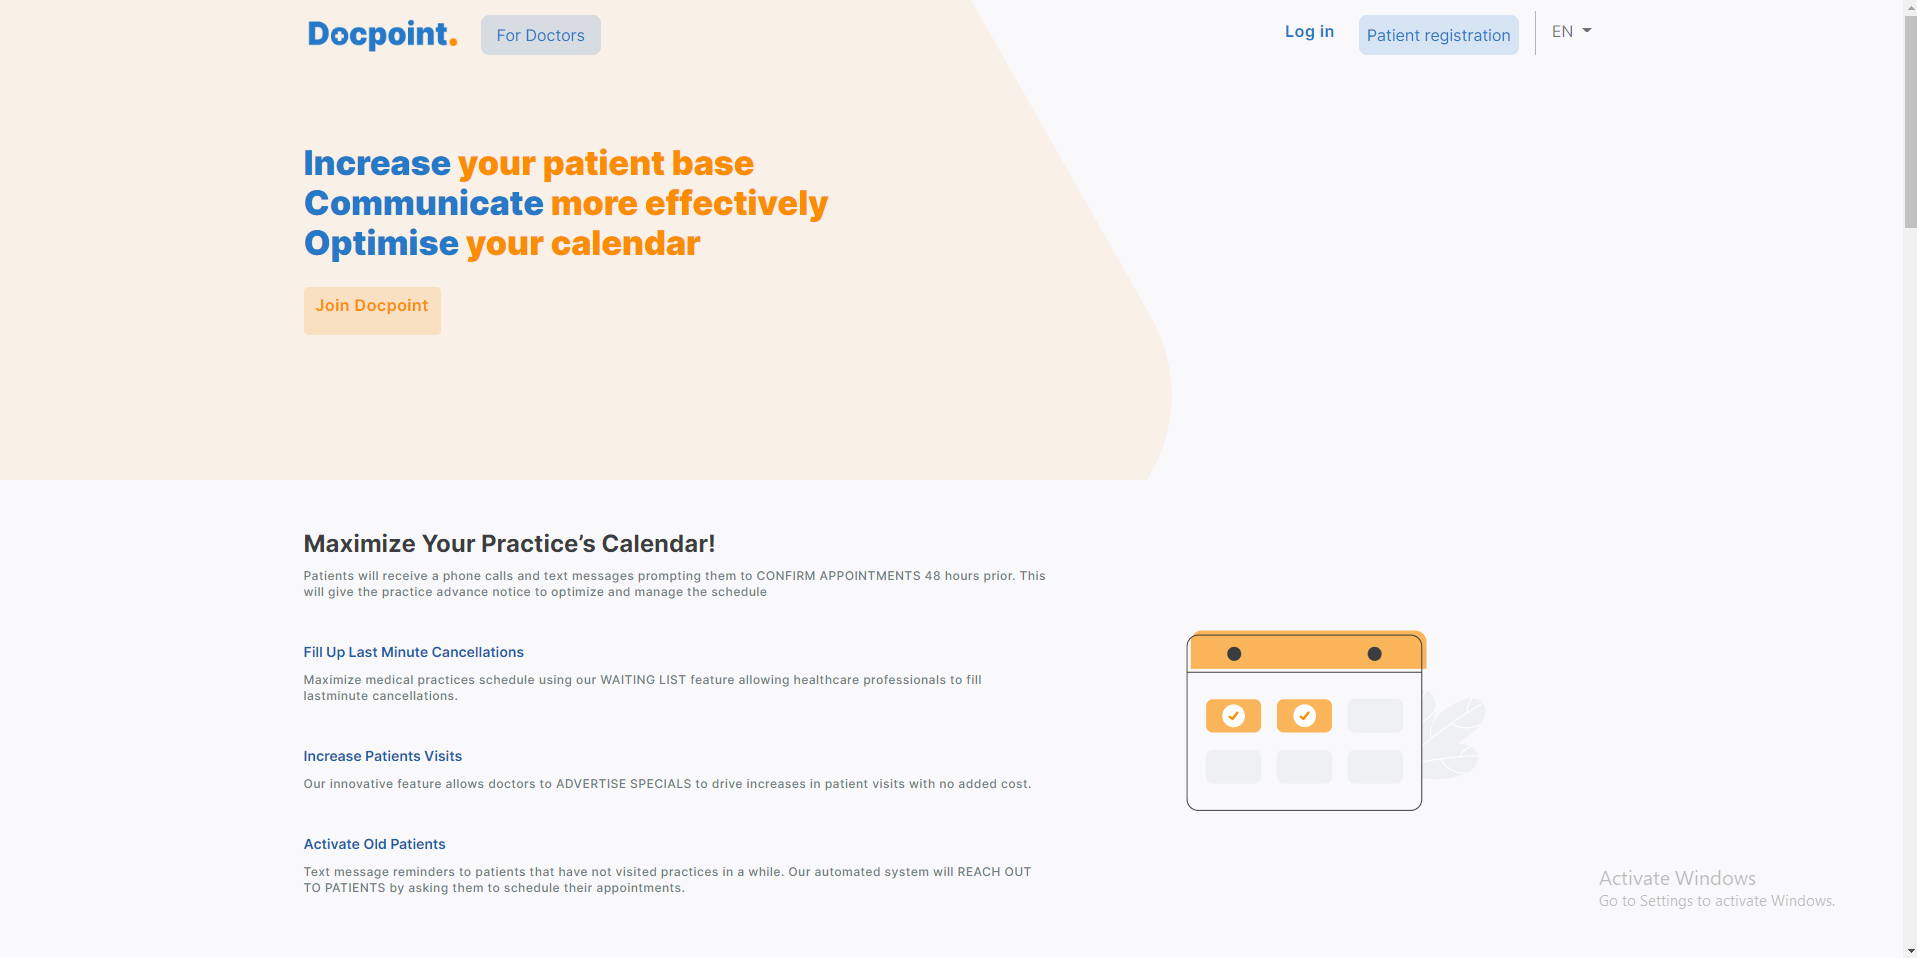 Docpoint.
For Doctors
Log in
Patient registration
EN
Increase your patient base
Communicate more effectively
Optimise your calendar
Join Docpoint
Maximize Your Practice’s Calendar!
Patients will receive a phone calls and text messages prompting them to CONFIRM APPOINTMENTS 48 hours prior. This
will give the practice advance notice to optimize and manage the schedule
Fill Up Last Minute Cancellations
Maximize medical practices schedule using our WAITING LIST feature allowing healthcare professionals to fill
lastminute cancellations.
Increase Patients Visits
Our innovative feature allows doctors to ADVERTISE SPECIALS to drive increases in patient visits with no added cost.
Activate Old Patients
Text message reminders to patients that have not visited practices in a while. Our automated system will REACH OUT
TO PATIENTS by asking them to schedule their appointments.
Activate Windows
Go to Settings to activate Windows.